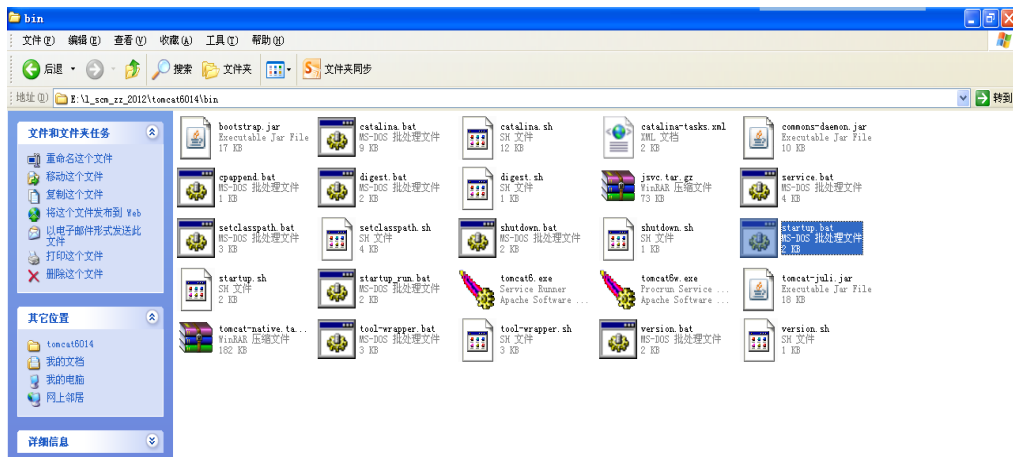 bin
文件(F) 编辑(E) 查看(V) 收藏(A) 工具(T) 帮助(H)
后退 搜索 文件夹 文件夹同步
地址(D) E:\1_scm_zz_2012\tomcat6014\bin 转到
文件和文件夹任务
重命名这个文件
移动这个文件
复制这个文件
将这个文件发布到 Web
以电子邮件形式发送此
文件
打印这个文件
删除这个文件
其它位置
tomcat6014
我的文档
我的电脑
网上邻居
详细信息
bootstrap.jar
Executable Jar File
17 KB
catalina.bat
MS-DOS 批处理文件
9 KB
catalina.sh
SH 文件
12 KB
catalina-tasks.xml
XML 文档
2 KB
commons-daemon.jar
Executable Jar File
10 KB
cpappend.bat
MS-DOS 批处理文件
1 KB
digest.bat
MS-DOS 批处理文件
2 KB
digest.sh
SH 文件
1 KB
jsvc.tar.gz
WinRAR 压缩文件
73 KB
service.bat
MS-DOS 批处理文件
4 KB
setclasspath.bat
MS-DOS 批处理文件
3 KB
setclasspath.sh
SH 文件
4 KB
shutdown.bat
MS-DOS 批处理文件
2 KB
shutdown.sh
SH 文件
1 KB
startup.bat
MS-DOS 批处理文件
2 KB
startup.sh
SH 文件
2 KB
startup_run.bat
MS-DOS 批处理文件
2 KB
tomcat6.exe
Service Runner
Apache Software ...
tomcat6w.exe
Procrun Service ...
Apache Software ...
tomcat-juli.jar
Executable Jar File
18 KB
tomcat-native.ta...
WinRAR 压缩文件
182 KB
tool-wrapper.bat
MS-DOS 批处理文件
3 KB
tool-wrapper.sh
SH 文件
3 KB
version.bat
MS-DOS 批处理文件
2 KB
version.sh
SH 文件
1 KB